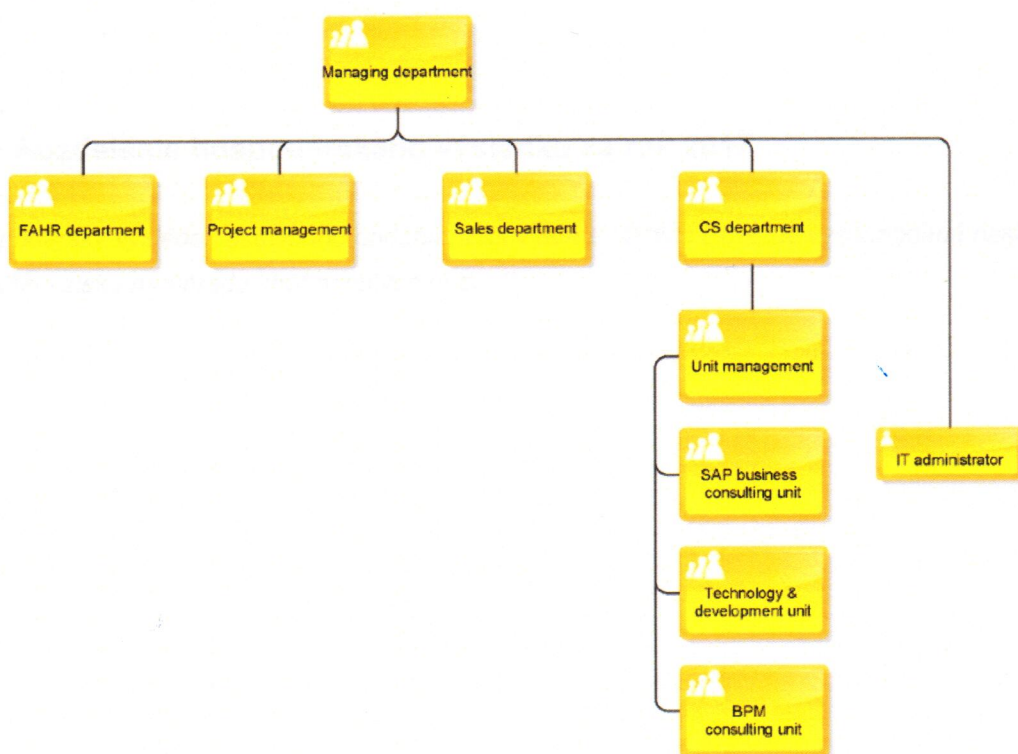 Managing department
FAHR department
Project management
Sales department
CS department
Unit management
IT administrator
SAP business
consulting unit
Technology &
development unit
BPM
consulting unit